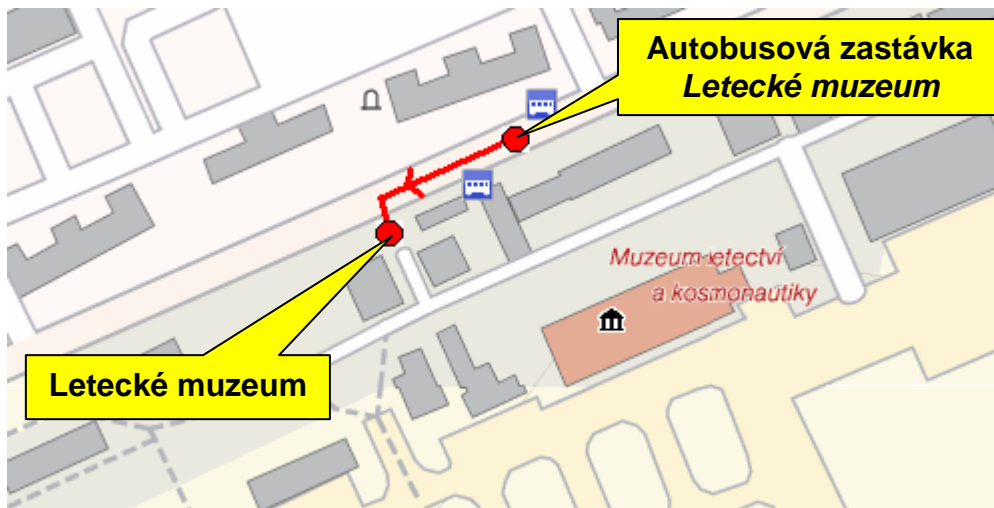 Autobusová zastávka
Letecké muzeum
Muzeum letectví
a kosmonautiky
Letecké muzeum